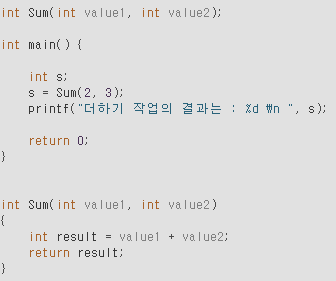 int Sum(int value1, int value2);
int main() {
int s;
s = Sum(2, 3);
printf("더하기 작업의 결과는 : %d ₩n ", s);
return 0;
}
int Sum(int value1, int value2)
{
int result = value1 + value2;
return result;
}